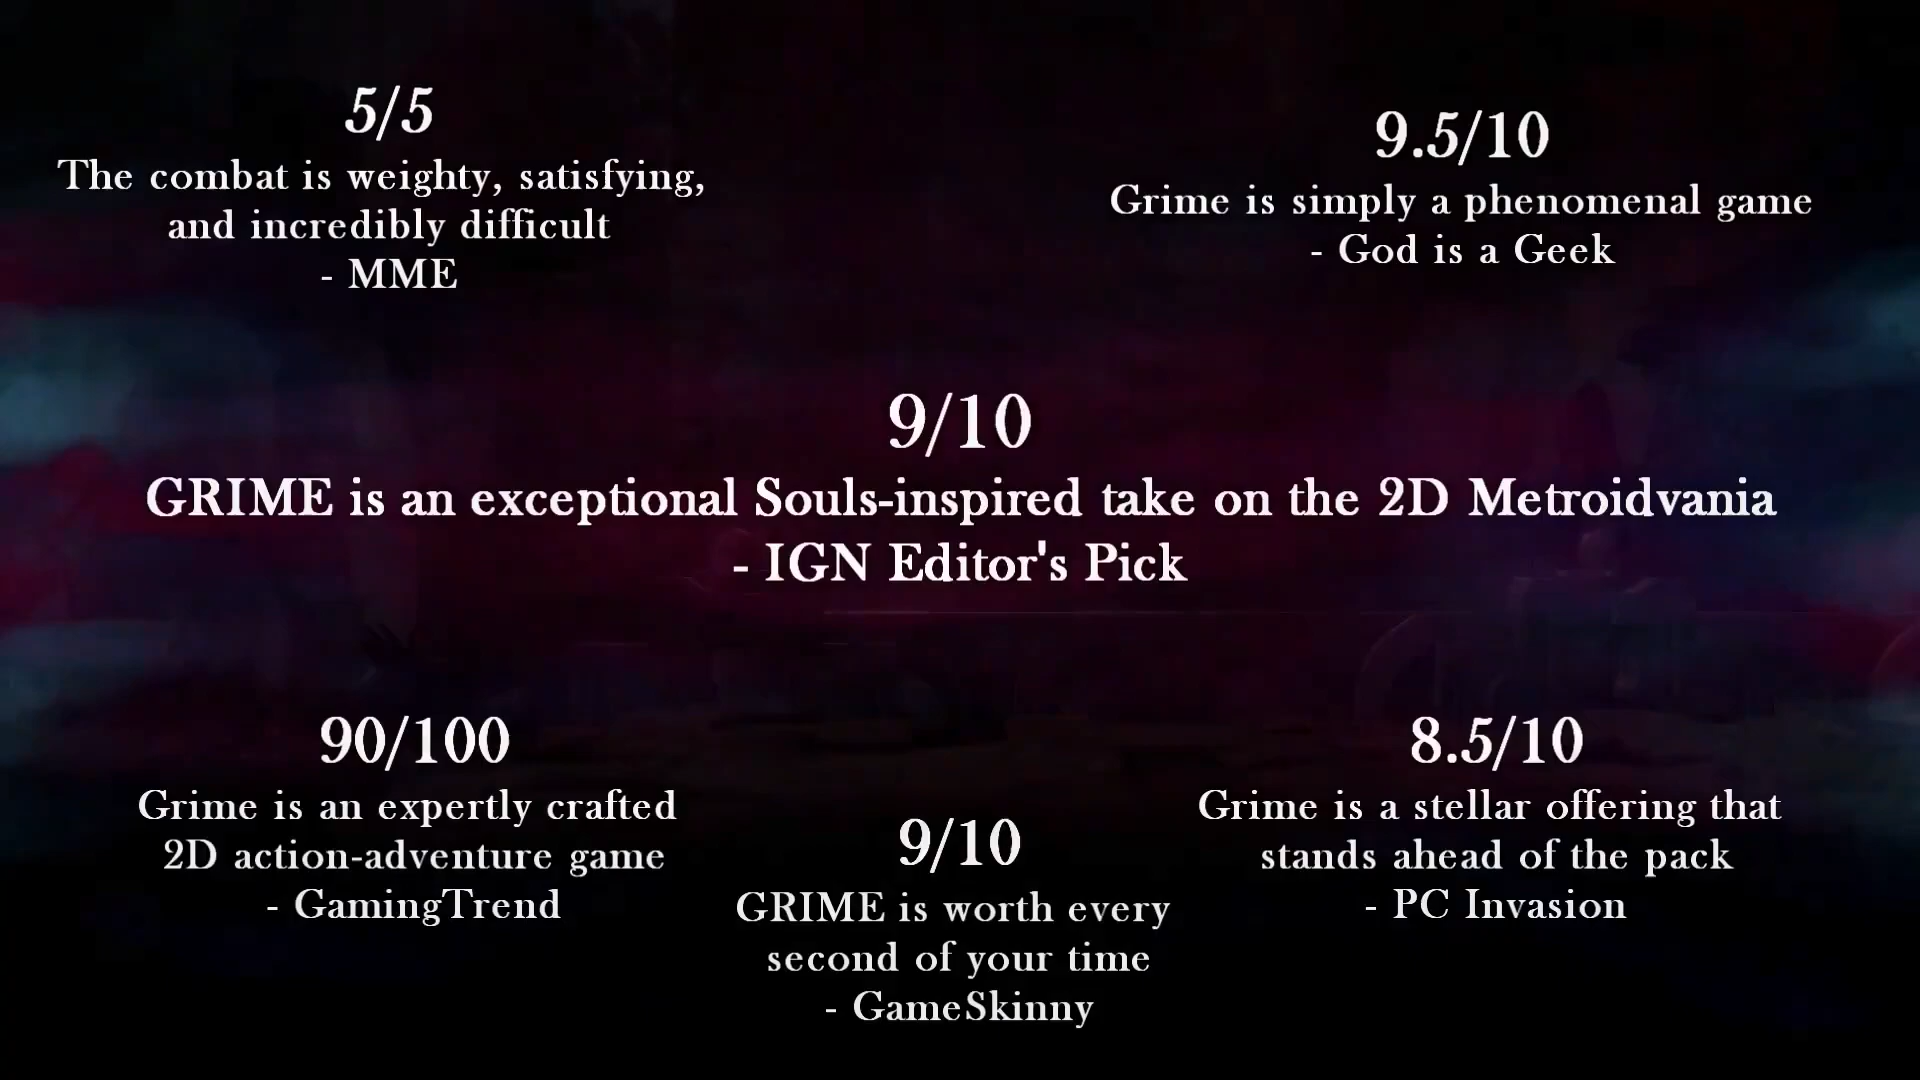 5/5
The combat is weighty, satisfying,
and incredibly difficult
- MME
9.5/10
Grime is simply a phenomenal game
- God is a Geek
9/10
GRIME is an exceptional Souls-inspired take on the 2D Metroidvania
- IGN Editor's Pick
90/100
Grime is an expertly crafted
2D action-adventure game
- GamingTrend
9/10
GRIME is worth every
second of your time
- GameSkinny
8.5/10
Grime is a stellar offering that
stands ahead of the pack
- PC Invasion